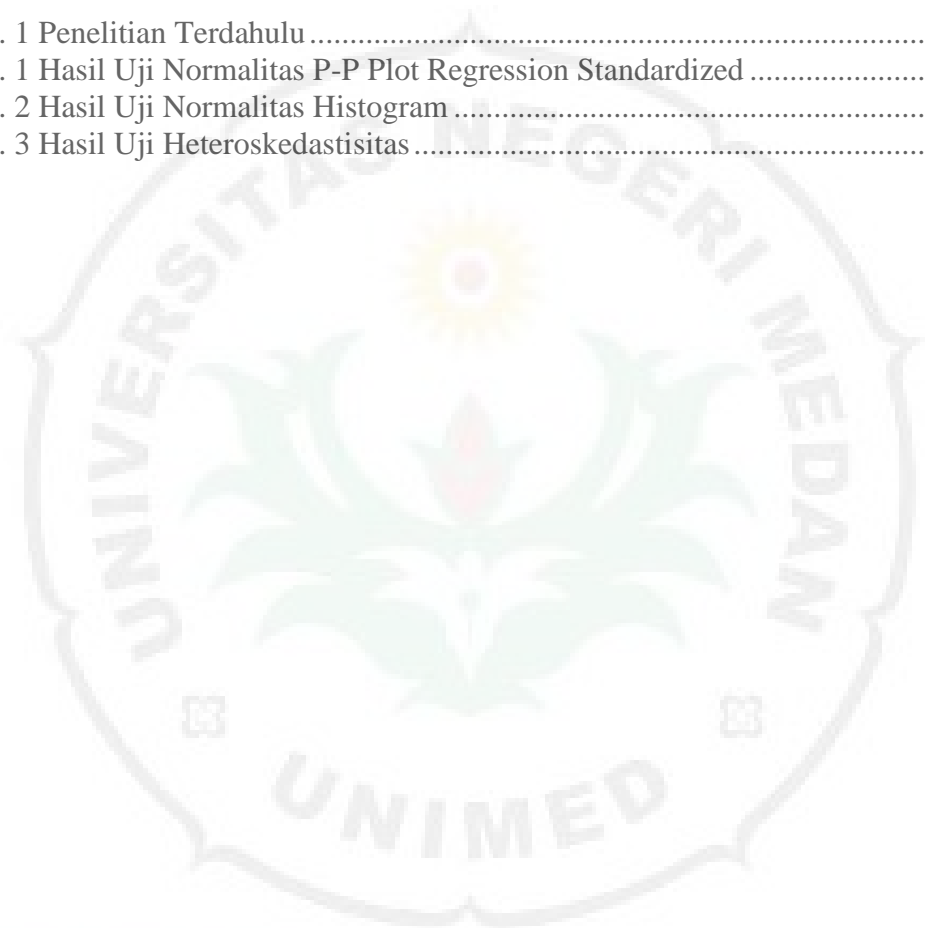 . 1 Penelitian Terdahulu ........................................................................................
. 1 Hasil Uji Normalitas P-P Plot Regression Standardized ......................
. 2 Hasil Uji Normalitas Histogram ............................................................
. 3 Hasil Uji Heteroskedastisitas .................................................................
UNIVERSITAS NEGERI MEDAN
UNIMED